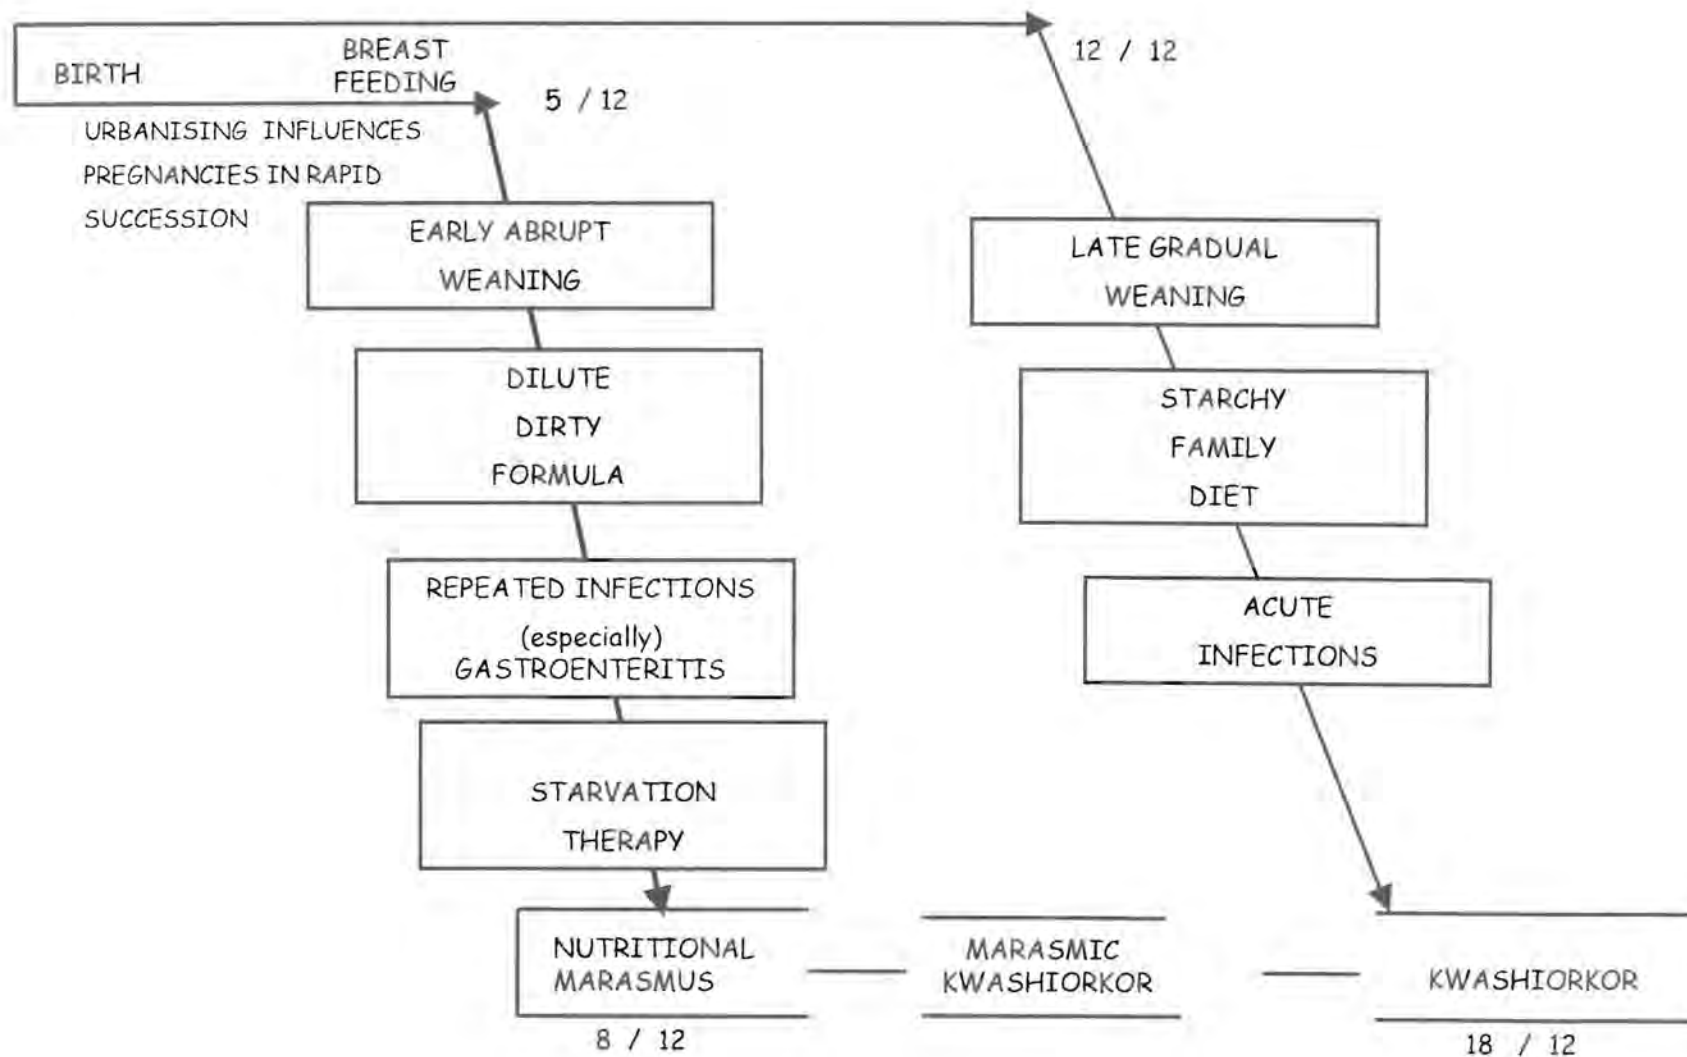 BIRTH
BREAST
FEEDING
5 / 12
12 / 12
URBANISING INFLUENCES
PREGNANCIES IN RAPID
SUCCESSION
EARLY ABRUPT
WEANING
DILUTE
DIRTY
FORMULA
REPEATED INFECTIONS
(especially)
GASTROENTERITIS
STARVATION
THERAPY
LATE GRADUAL
WEANING
STARCHY
FAMILY
DIET
ACUTE
INFECTIONS
NUTRITIONAL
MARASMUS
8 / 12
MARASMIC
KWASHIORKOR
KWASHIORKOR
18 / 12